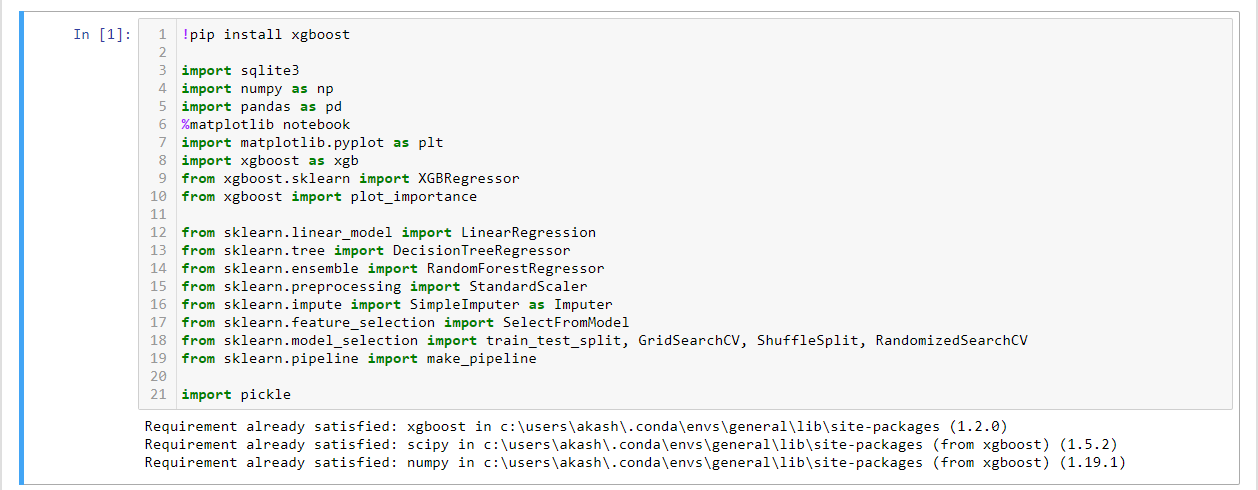 In [1]:
1 !pip install xgboost
2
3 import sqlite3
4 import numpy as np
5 import pandas as pd
6 %matplotlib notebook
7 import matplotlib.pyplot as plt
8 import xgboost as xgb
9 from xgboost.sklearn import XGBRegressor
10 from xgboost import plot_importance
11
12 from sklearn.linear_model import LinearRegression
13 from sklearn.tree import DecisionTreeRegressor
14 from sklearn.ensemble import RandomForestRegressor
15 from sklearn.preprocessing import StandardScaler
16 from sklearn.impute import SimpleImputer as Imputer
17 from sklearn.feature_selection import SelectFromModel
18 from sklearn.model_selection import train_test_split, GridSearchCV, ShuffleSplit, RandomizedSearchCV
19 from sklearn.pipeline import make_pipeline
20
21 import pickle
Requirement already satisfied: xgboost in c:\users\akash\.conda\envs\general\lib\site-packages (1.2.0)
Requirement already satisfied: scipy in c:\users\akash\.conda\envs\general\lib\site-packages (from xgboost) (1.5.2)
Requirement already satisfied: numpy in c:\users\akash\.conda\envs\general\lib\site-packages (from xgboost) (1.19.1)